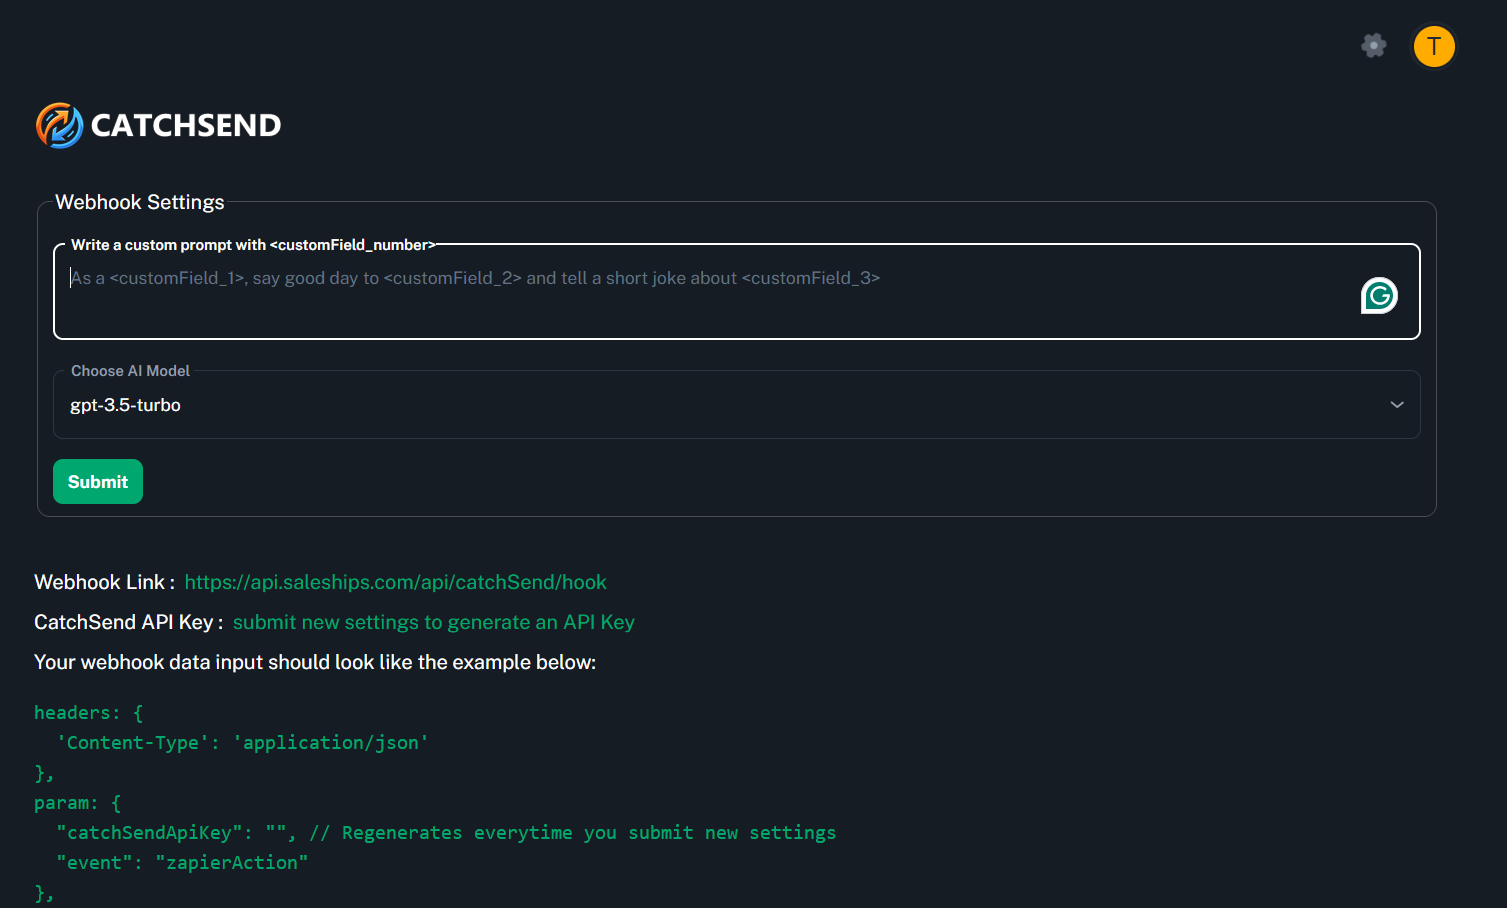 T
CATCHSEND
Webhook Settings
Write a custom prompt with <customField_number>
As a <customField_1>, say good day to <customField_2> and tell a short joke about <customField_3>
Choose AI Model
gpt-3.5-turbo
Submit
Webhook Link : https://api.saleships.com/api/catchSend/hook
CatchSend API Key : submit new settings to generate an API Key
Your webhook data input should look like the example below:
headers: {
'Content-Type': 'application/json'
},
param: {
"catchSendApiKey": "", // Regenerates everytime you submit new settings
"event": "zapierAction"
},